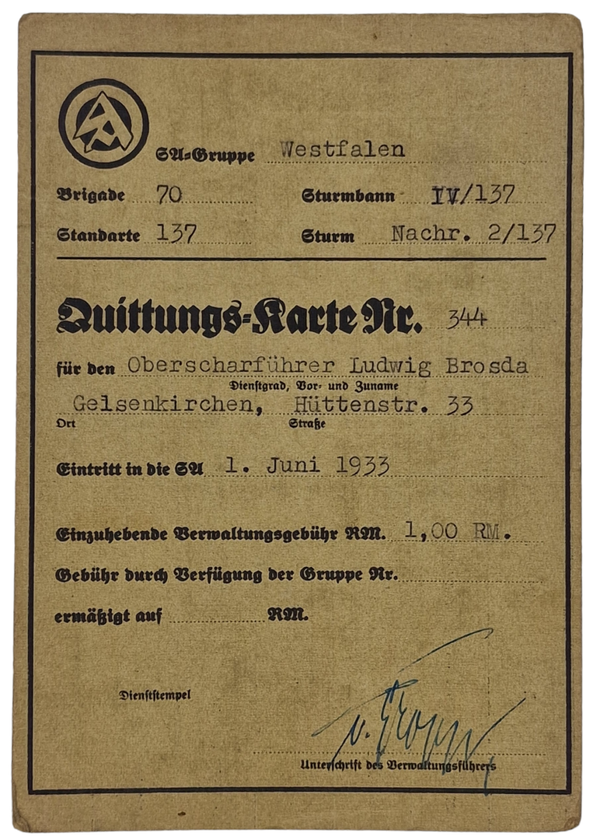 SA-Gruppe Westfalen
Brigade 70 Sturmbann IV/137
Standarte 137 Sturm Nachr. 2/137
Quittungs-Karte Nr. 344
für den Oberscharführer Ludwig Brosda
Dienstgrad, Vor- und Zuname
Gelsenkirchen, Hüttenstr. 33
Ort Straße
Eintritt in die SA 1. Juni 1933
Einzuhebende Verwaltungsgebühr RM. 1,00 RM.
Gebühr durch Verfügung der Gruppe Nr.
ermäßigt auf RM.
Dienststempel
Unterschrift des Verwaltungsführers